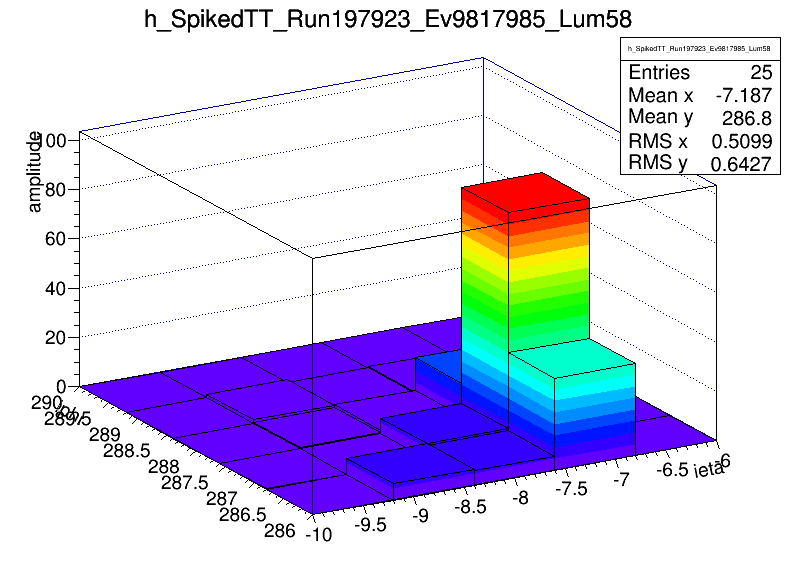 h_SpikedTT_Run197923_Ev9817985_Lum58
h_SpikedTT_Run197923_Ev9817985_Lum58
Entries 25
Mean x -7.187
Mean y 286.8
RMS x 0.5099
RMS y 0.6427
amplitude
100
80
60
40
20
0
290
289.5
289
288.5
288
287.5
287
286.5
286
-10
-9.5
-9
-8.5
-8
-7.5
-7
-6.5
-6
ieta